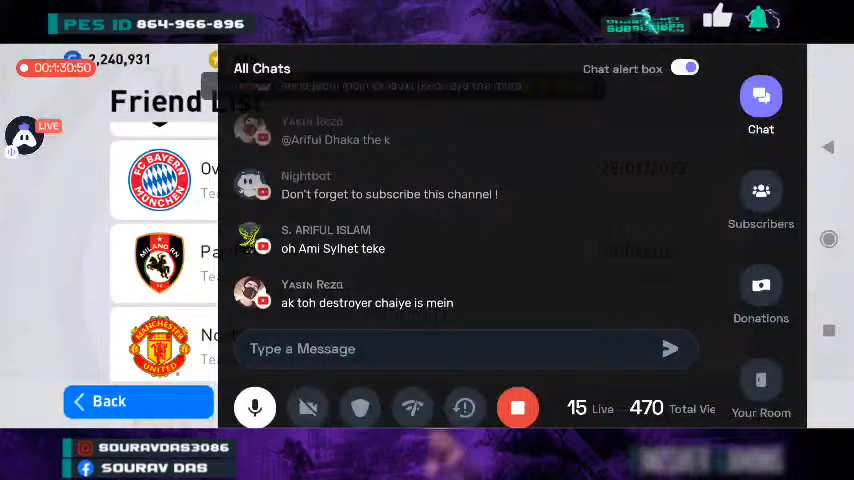 PES ID 864-966-896
2,240,931
00:1:30:50
All Chats
Chat alert box
Friend List
LIVE
Yasin Reza
@Ariful Dhaka the k
Chat
FC BAYERN
MÜNCHEN
Nightbot
Don't forget to subscribe this channel !
Subscribers
S. ARIFUL ISLAM
oh Ami Sylhet teke
MILANO RN
Yasin Reza
ak toh destroyer chaiye is mein
Donations
MANCHESTER
UNITED
Type a Message
Back
15 Live
470 Total Vie
Your Room
SOURAVDAS3086
SOURAV DAS